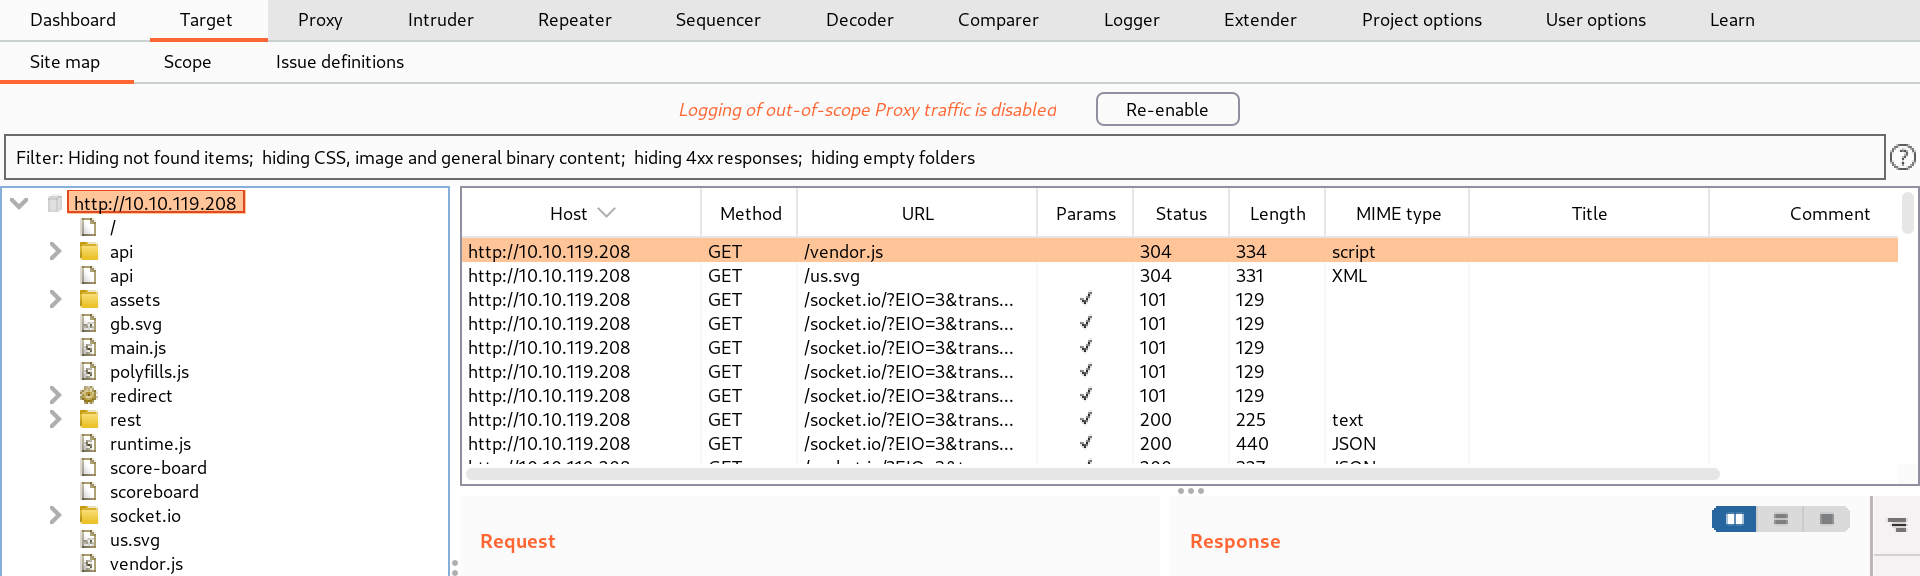 Dashboard Target Proxy Intruder Repeater Sequencer Decoder Comparer Logger Extender Project options User options Learn
Site map Scope Issue definitions
Logging of out-of-scope Proxy traffic is disabled Re-enable
Filter: Hiding not found items; hiding CSS, image and general binary content; hiding 4xx responses; hiding empty folders ?
http://10.10.119.208
/
api
api
assets
gb.svg
main.js
polyfills.js
redirect
rest
runtime.js
score-board
scoreboard
socket.io
us.svg
vendor.js
Host Method URL Params Status Length MIME type Title Comment
http://10.10.119.208 GET /vendor.js 304 334 script
http://10.10.119.208 GET /us.svg 304 331 XML
http://10.10.119.208 GET /socket.io/?EIO=3&trans... ✓ 101 129
http://10.10.119.208 GET /socket.io/?EIO=3&trans... ✓ 101 129
http://10.10.119.208 GET /socket.io/?EIO=3&trans... ✓ 101 129
http://10.10.119.208 GET /socket.io/?EIO=3&trans... ✓ 101 129
http://10.10.119.208 GET /socket.io/?EIO=3&trans... ✓ 101 129
http://10.10.119.208 GET /socket.io/?EIO=3&trans... ✓ 200 225 text
http://10.10.119.208 GET /socket.io/?EIO=3&trans... ✓ 200 440 JSON
Request
Response